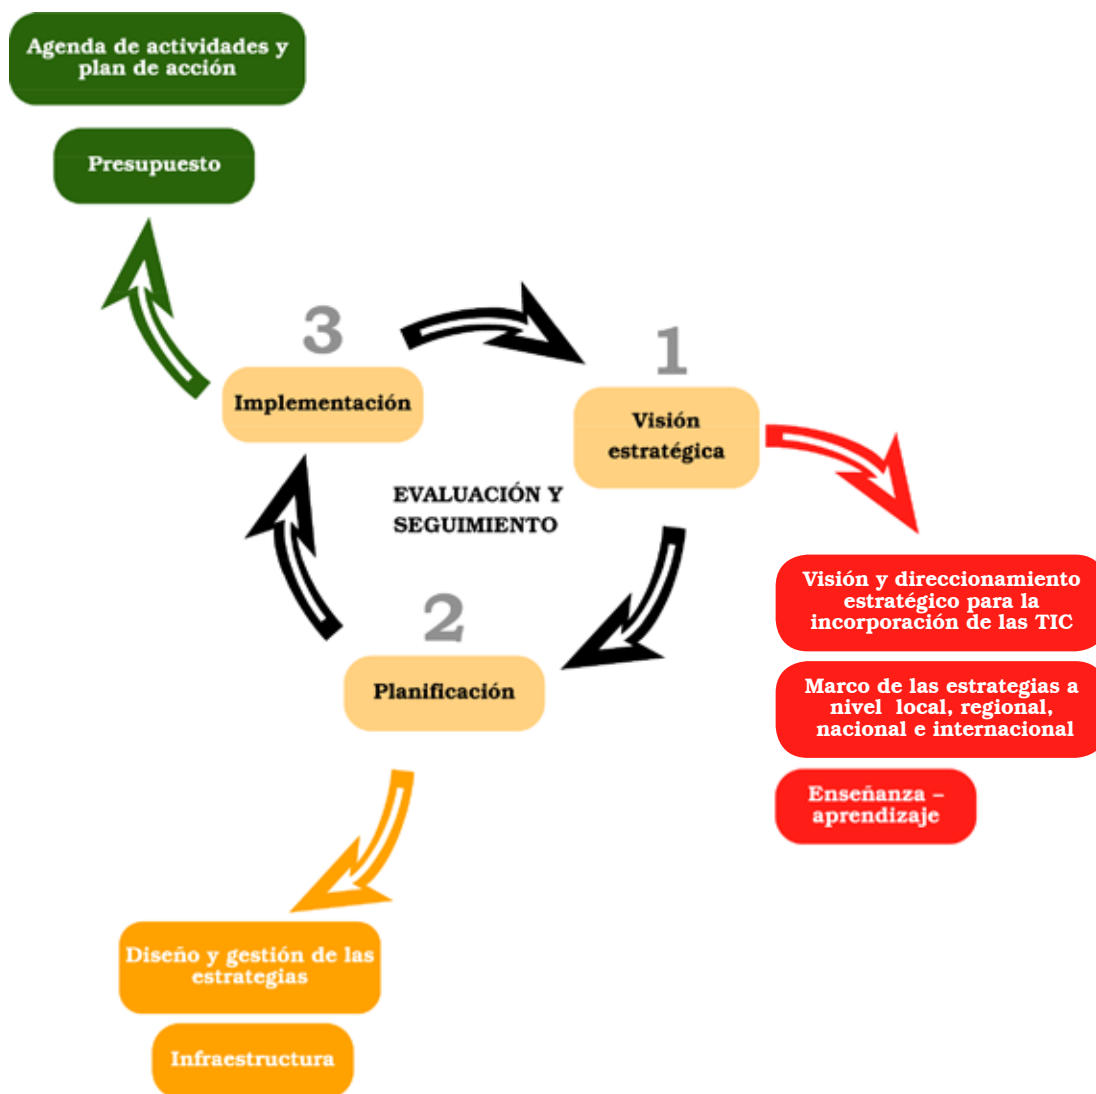 Agenda de actividades y
plan de acción
Presupuesto
3
Implementación
1
Visión
estratégica
EVALUACIÓN Y
SEGUIMIENTO
2
Planificación
Visión y direccionamiento
estratégico para la
incorporación de las TIC
Marco de las estrategias a
nivel local, regional,
nacional e internacional
Enseñanza –
aprendizaje
Diseño y gestión de las
estrategias
Infraestructura